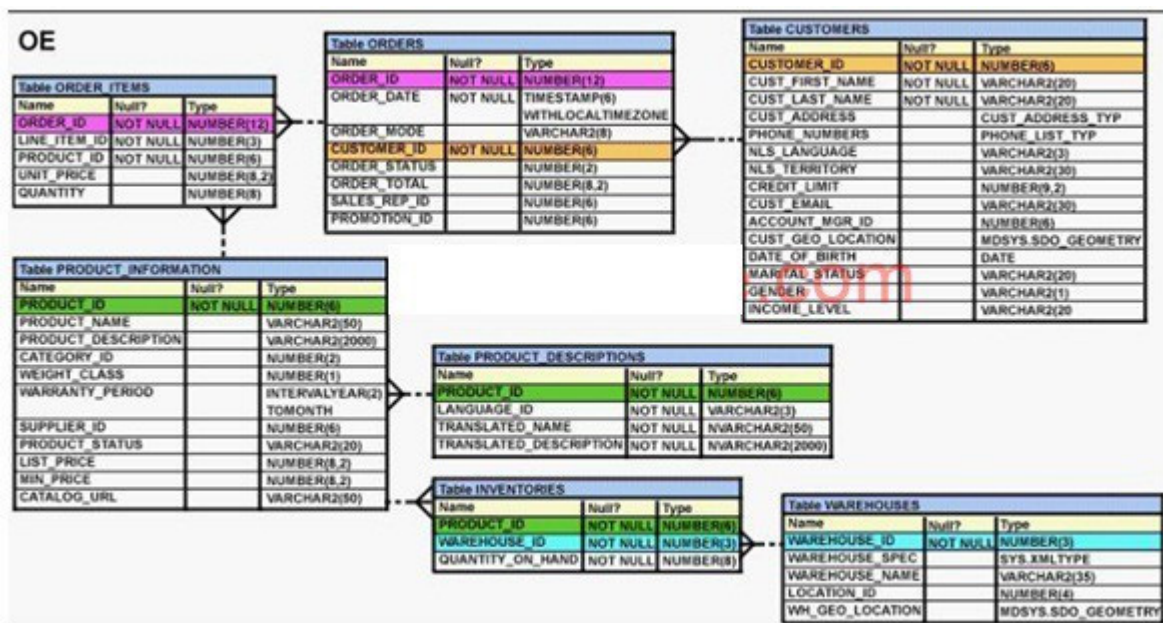 OE
Table ORDER_ITEMS
Name Null? Type
ORDER_ID NOT NULL NUMBER(12)
LINE_ITEM_ID NOT NULL NUMBER(3)
PRODUCT_ID NOT NULL NUMBER(6)
UNIT_PRICE NUMBER(8,2)
QUANTITY NUMBER(8)
Table ORDERS
Name Null? Type
ORDER_ID NOT NULL NUMBER(12)
ORDER_DATE NOT NULL TIMESTAMP(6)
WITHLOCALTIMEZONE
ORDER_MODE VARCHAR2(8)
CUSTOMER_ID NOT NULL NUMBER(6)
ORDER_STATUS NUMBER(2)
ORDER_TOTAL NUMBER(8,2)
SALES_REP_ID NUMBER(6)
PROMOTION_ID NUMBER(6)
Table CUSTOMERS
Name Null? Type
CUSTOMER_ID NOT NULL NUMBER(6)
CUST_FIRST_NAME NOT NULL VARCHAR2(20)
CUST_LAST_NAME NOT NULL VARCHAR2(20)
CUST_ADDRESS CUST_ADDRESS_TYP
PHONE_NUMBERS PHONE_LIST_TYP
NLS_LANGUAGE VARCHAR2(3)
NLS_TERRITORY VARCHAR2(30)
CREDIT_LIMIT NUMBER(9,2)
CUST_EMAIL VARCHAR2(30)
ACCOUNT_MGR_ID NUMBER(6)
CUST_GEO_LOCATION MDSYS.SDO_GEOMETRY
DATE_OF_BIRTH DATE
MARITAL_STATUS VARCHAR2(20)
GENDER VARCHAR2(1)
INCOME_LEVEL VARCHAR2(20
.com
Table PRODUCT_INFORMATION
Name Null? Type
PRODUCT_ID NOT NULL NUMBER(6)
PRODUCT_NAME VARCHAR2(50)
PRODUCT_DESCRIPTION VARCHAR2(2000)
CATEGORY_ID NUMBER(2)
WEIGHT_CLASS NUMBER(1)
WARRANTY_PERIOD INTERVALYEAR(2)
TOMONTH
SUPPLIER_ID NUMBER(6)
PRODUCT_STATUS VARCHAR2(20)
LIST_PRICE NUMBER(8,2)
MIN_PRICE NUMBER(8,2)
CATALOG_URL VARCHAR2(50)
Table PRODUCT_DESCRIPTIONS
Name Null? Type
PRODUCT_ID NOT NULL NUMBER(6)
LANGUAGE_ID NOT NULL VARCHAR2(3)
TRANSLATED_NAME NOT NULL NVARCHAR2(50)
TRANSLATED_DESCRIPTION NOT NULL NVARCHAR2(2000)
Table INVENTORIES
Name Null? Type
PRODUCT_ID NOT NULL NUMBER(6)
WAREHOUSE_ID NOT NULL NUMBER(3)
QUANTITY_ON_HAND NOT NULL NUMBER(8)
Table WAREHOUSES
Name Null? Type
WAREHOUSE_ID NOT NULL NUMBER(3)
WAREHOUSE_SPEC SYS.XMLTYPE
WAREHOUSE_NAME VARCHAR2(35)
LOCATION_ID NUMBER(4)
WH_GEO_LOCATION MDSYS.SDO_GEOMETRY